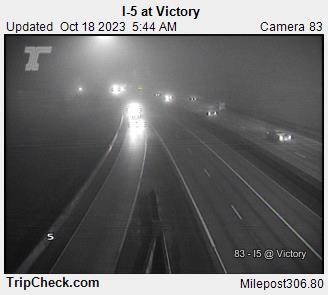 I-5 at Victory
Updated Oct 18 2023 5:44 AM Camera 83
T
S
83 - I5 @ Victory
TripCheck.com Milepost306.80